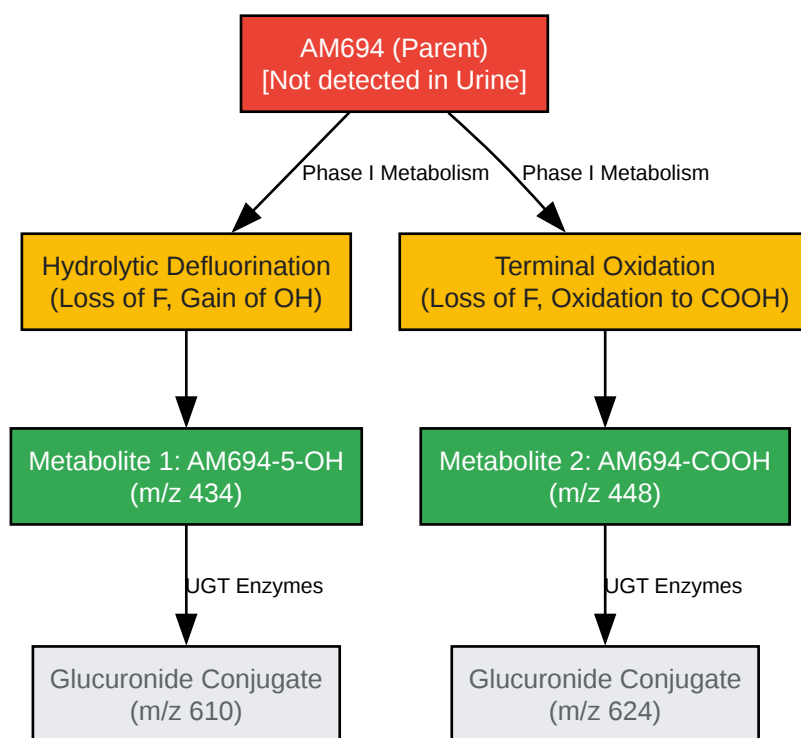 AM694 (Parent)
[Not detected in Urine]
Phase I Metabolism
Phase I Metabolism
Hydrolytic Defluorination
(Loss of F, Gain of OH)
Terminal Oxidation
(Loss of F, Oxidation to COOH)
Metabolite 1: AM694-5-OH
(m/z 434)
Metabolite 2: AM694-COOH
(m/z 448)
UGT Enzymes
UGT Enzymes
Glucuronide Conjugate
(m/z 610)
Glucuronide Conjugate
(m/z 624)